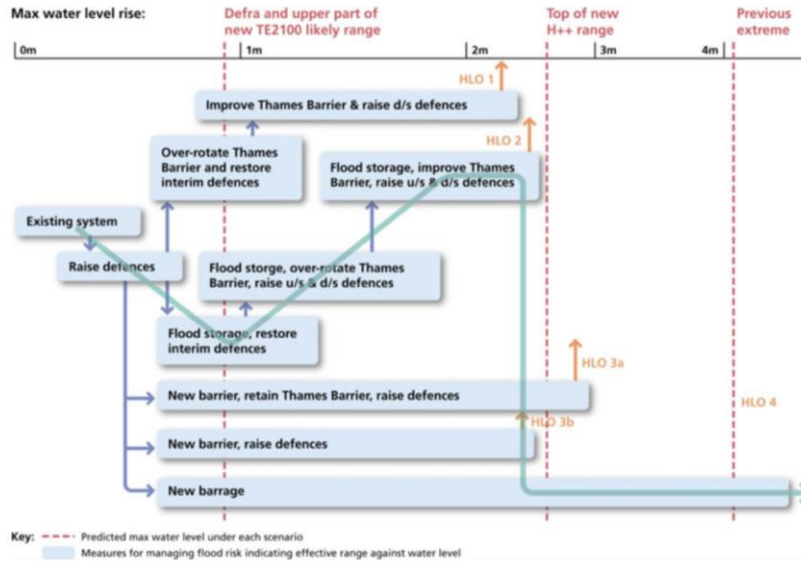 Max water level rise:
Defra and upper part of
new TE2100 likely range
Top of new
H++ range
Previous
extreme
0m
1m
2m
3m
4m
HLO 1
Improve Thames Barrier & raise d/s defences
HLO 2
Over-rotate Thames
Barrier and restore
interim defences
Flood storage, improve Thames
Barrier, raise u/s & d/s defences
Existing system
Raise defences
Flood storge, over-rotate Thames
Barrier, raise u/s & d/s defences
Flood storage, restore
interim defences
HLO 3a
New barrier, retain Thames Barrier, raise defences
HLO 4
HLO 3b
New barrier, raise defences
New barrage
Key:
Predicted max water level under each scenario
Measures for managing flood risk indicating effective range against water level